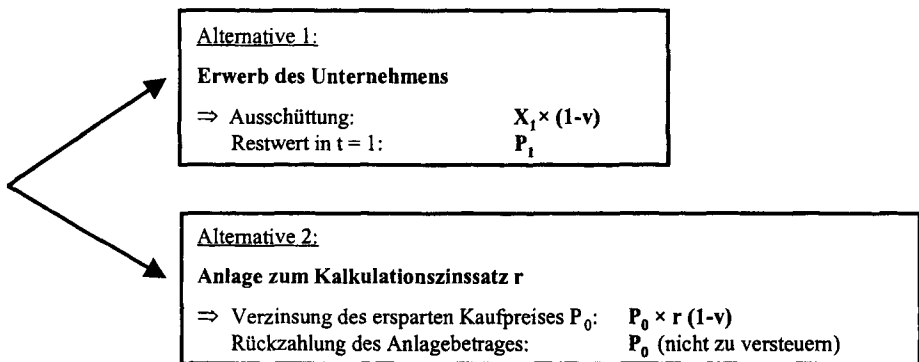 Alternative 1:
Erwerb des Unternehmens
⇒ Ausschüttung: X₁ × (1-v)
Restwert in t = 1: P₁
Alternative 2:
Anlage zum Kalkulationszinssatz r
⇒ Verzinsung des ersparten Kaufpreises P₀: P₀ × r (1-v)
Rückzahlung des Anlagebetrages: P₀ (nicht zu versteuern)